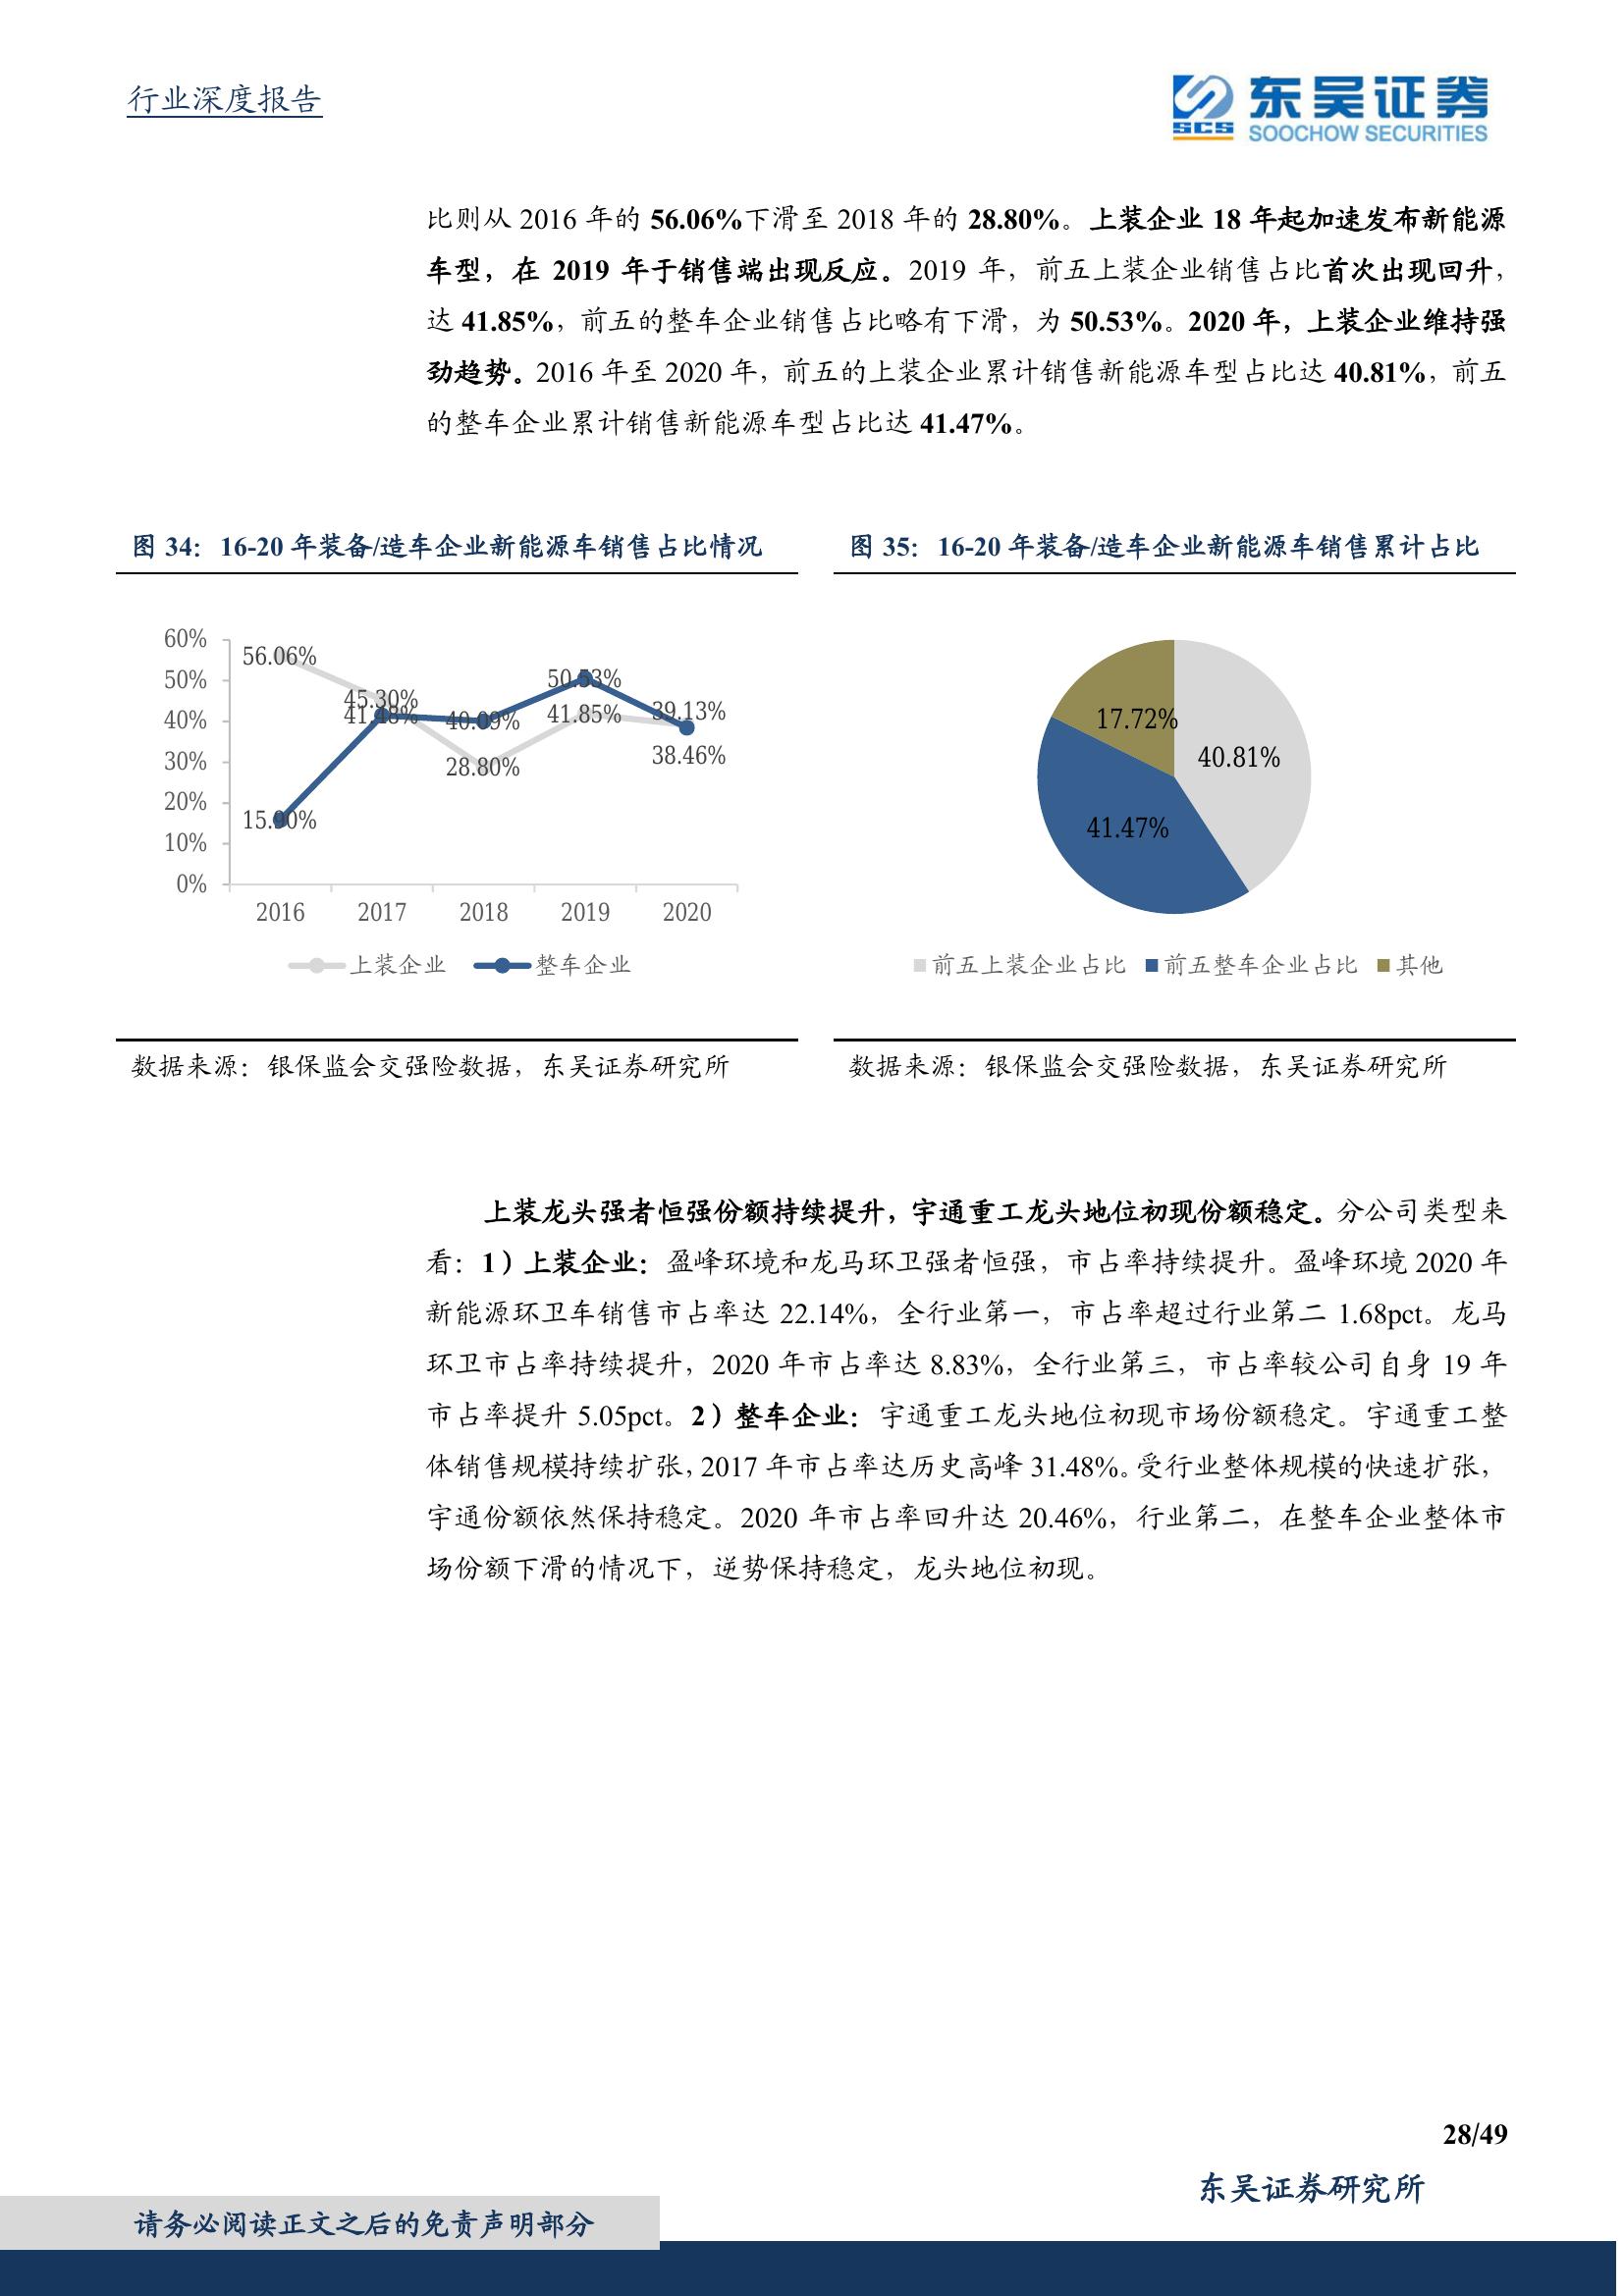 行业深度报告
SCS
东吴证券
SOOCHOW SECURITIES
比则从 2016 年的 56.06%下滑至 2018 年的 28.80%。上装企业 18 年起加速发布新能源
车型，在 2019 年于销售端出现反应。2019 年，前五上装企业销售占比首次出现回升，
达 41.85%，前五的整车企业销售占比略有下滑，为 50.53%。2020 年，上装企业维持强
劲趋势。2016 年至 2020 年，前五的上装企业累计销售新能源车型占比达 40.81%，前五
的整车企业累计销售新能源车型占比达 41.47%。
图 34：16-20 年装备/造车企业新能源车销售占比情况
60%
50%
40%
30%
20%
10%
0%
56.06%
45.30%
41.48%
40.09%
50.53%
39.13%
41.85%
28.80%
38.46%
15.90%
2016 2017 2018 2019 2020
上装企业 整车企业
数据来源：银保监会交强险数据，东吴证券研究所
图 35：16-20 年装备/造车企业新能源车销售累计占比
17.72%
40.81%
41.47%
前五上装企业占比 前五整车企业占比 其他
数据来源：银保监会交强险数据，东吴证券研究所
上装龙头强者恒强份额持续提升，宇通重工龙头地位初现份额稳定。分公司类型来
看：1）上装企业：盈峰环境和龙马环卫强者恒强，市占率持续提升。盈峰环境 2020 年
新能源环卫车销售市占率达 22.14%，全行业第一，市占率超过行业第二 1.68pct。龙马
环卫市占率持续提升，2020 年市占率达 8.83%，全行业第三，市占率较公司自身 19 年
市占率提升 5.05pct。2）整车企业：宇通重工龙头地位初现市场份额稳定。宇通重工整
体销售规模持续扩张，2017 年市占率达历史高峰 31.48%。受行业整体规模的快速扩张，
宇通份额依然保持稳定。2020 年市占率回升达 20.46%，行业第二，在整车企业整体市
场份额下滑的情况下，逆势保持稳定，龙头地位初现。
28/49
东吴证券研究所
请务必阅读正文之后的免责声明部分